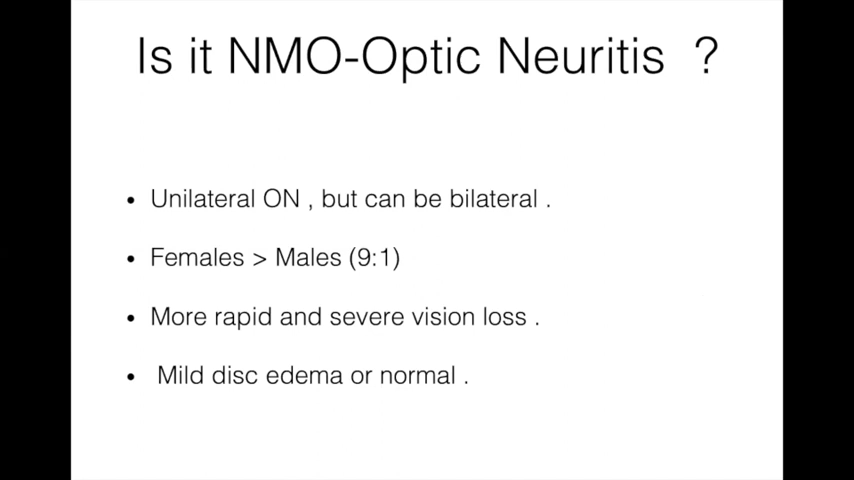 Is it NMO-Optic Neuritis ?
• Unilateral ON , but can be bilateral .
• Females > Males (9:1)
• More rapid and severe vision loss .
• Mild disc edema or normal .